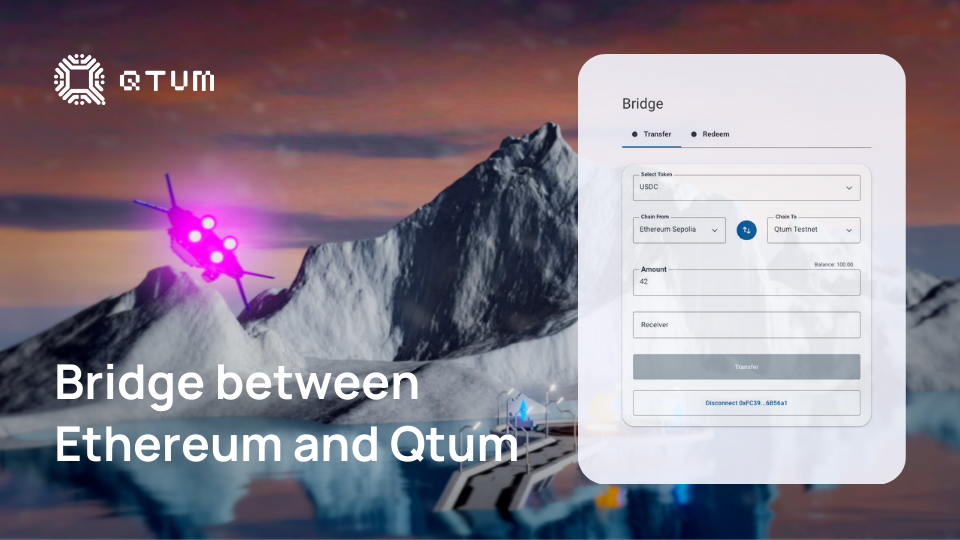 QTUM
Bridge between
Ethereum and Qtum
Bridge
Transfer Redeem
Select Token
USDC
Chain From Chain To
Ethereum Sepolia Qtum Testnet
Balance: 100.00
Amount
42
Receiver
Transfer
Disconnect 0xFC39...6B56a1